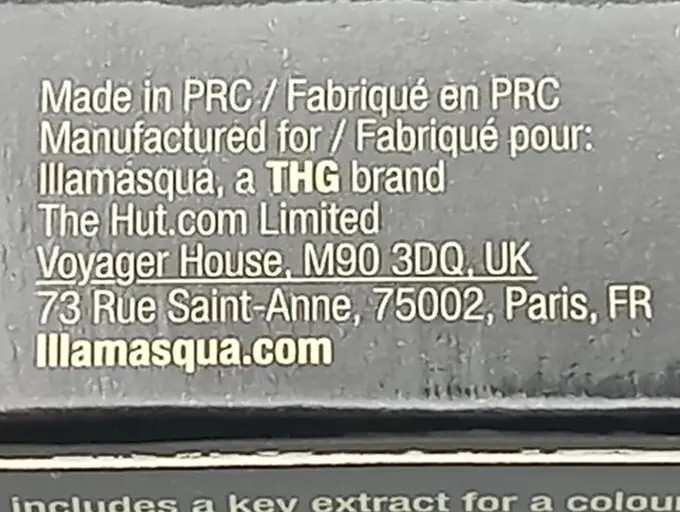 Made in PRC / Fabriqué en PRC
Manufactured for / Fabriqué pour:
Illamasqua, a THG brand
The Hut.com Limited
Voyager House, M90 3DQ, UK
73 Rue Saint-Anne, 75002, Paris, FR
Illamasqua.com
includes a key extract for a colour